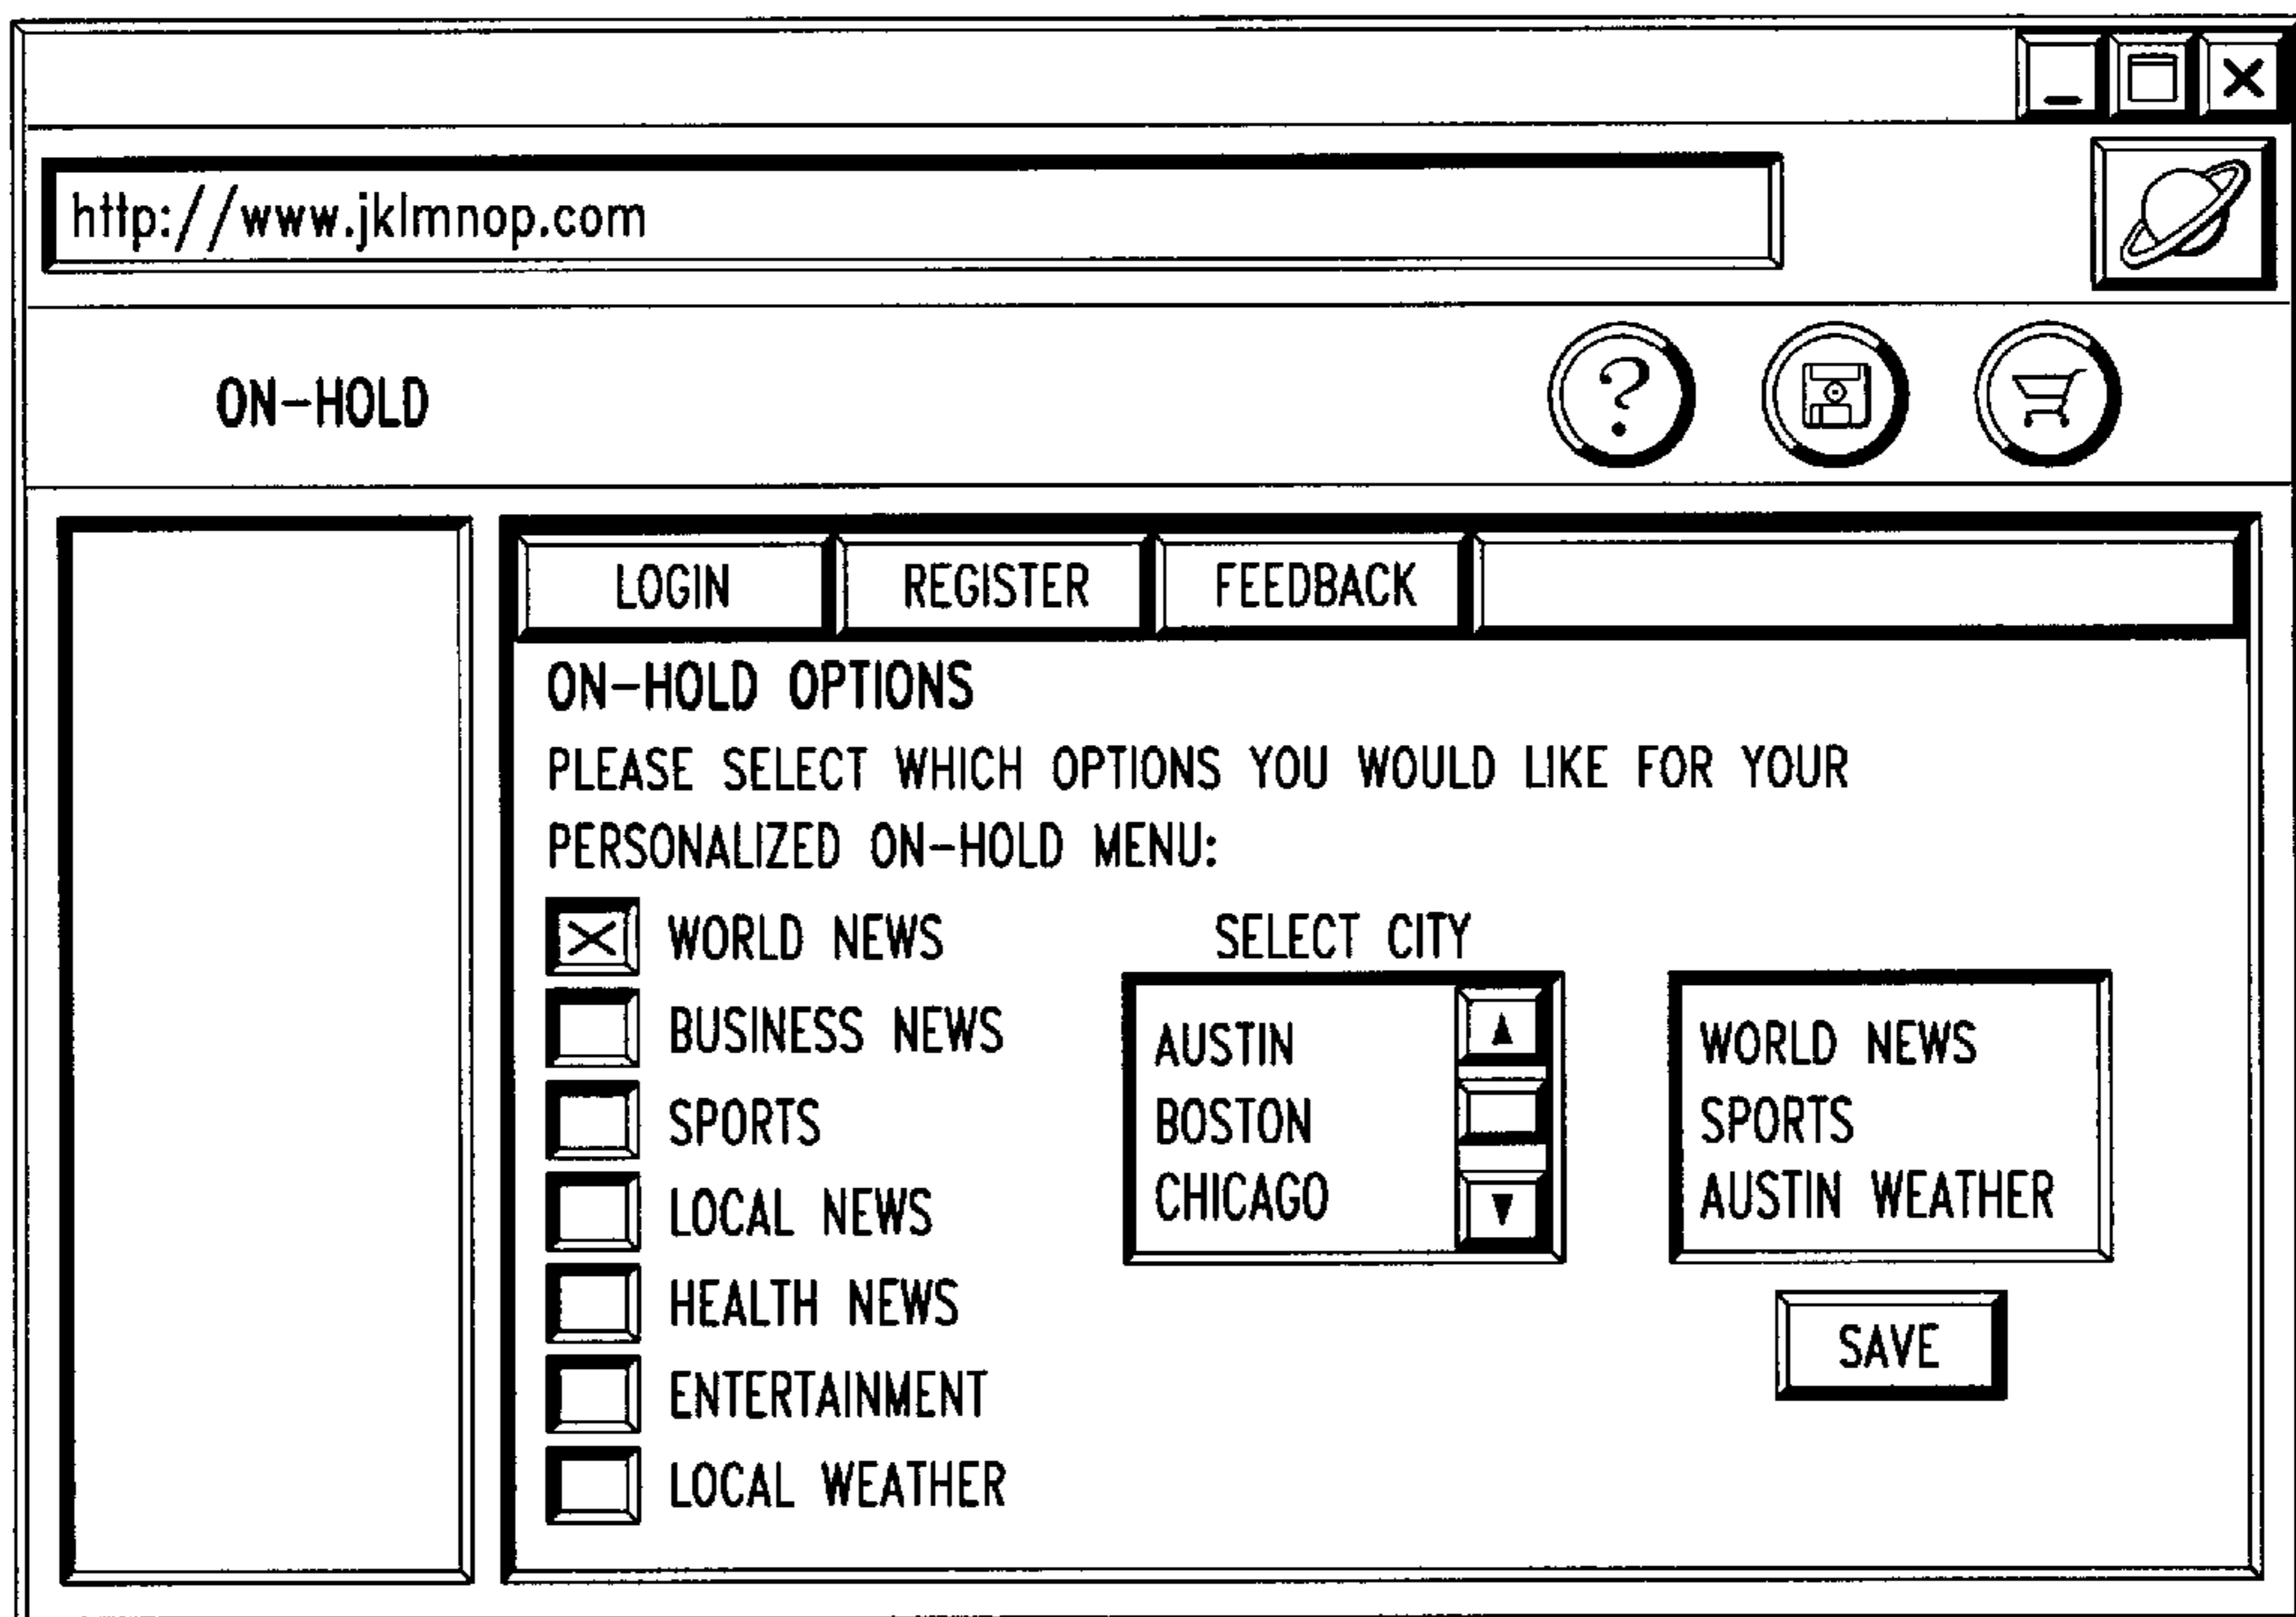 http://www.jklmnop.com
ON-HOLD
?
LOGIN REGISTER FEEDBACK
ON-HOLD OPTIONS
PLEASE SELECT WHICH OPTIONS YOU WOULD LIKE FOR YOUR
PERSONALIZED ON-HOLD MENU:
WORLD NEWS
BUSINESS NEWS
SPORTS
LOCAL NEWS
HEALTH NEWS
ENTERTAINMENT
LOCAL WEATHER
SELECT CITY
AUSTIN
BOSTON
CHICAGO
WORLD NEWS
SPORTS
AUSTIN WEATHER
SAVE